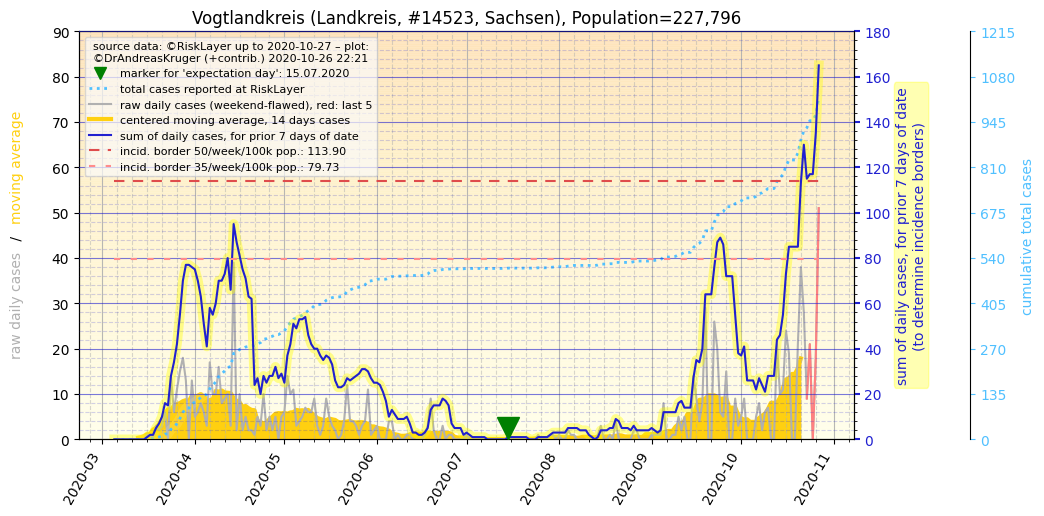 Vogtlandkreis (Landkreis, #14523, Sachsen), Population=227,796
source data: ©RiskLayer up to 2020-10-27 – plot:
©DrAndreasKruger (+contrib.) 2020-10-26 22:21
marker for 'expectation day': 15.07.2020
total cases reported at RiskLayer
raw daily cases (weekend-flawed), red: last 5
centered moving average, 14 days cases
sum of daily cases, for prior 7 days of date
incid. border 50/week/100k pop.: 113.90
incid. border 35/week/100k pop.: 79.73
raw daily cases / moving average
90
80
70
60
50
40
30
20
10
0
2020-03
2020-04
2020-05
2020-06
2020-07
2020-08
2020-09
2020-10
2020-11
180
160
140
120
100
80
60
40
20
0
sum of daily cases, for prior 7 days of date
(to determine incidence borders)
1215
1080
945
810
675
540
405
270
135
0
cumulative total cases